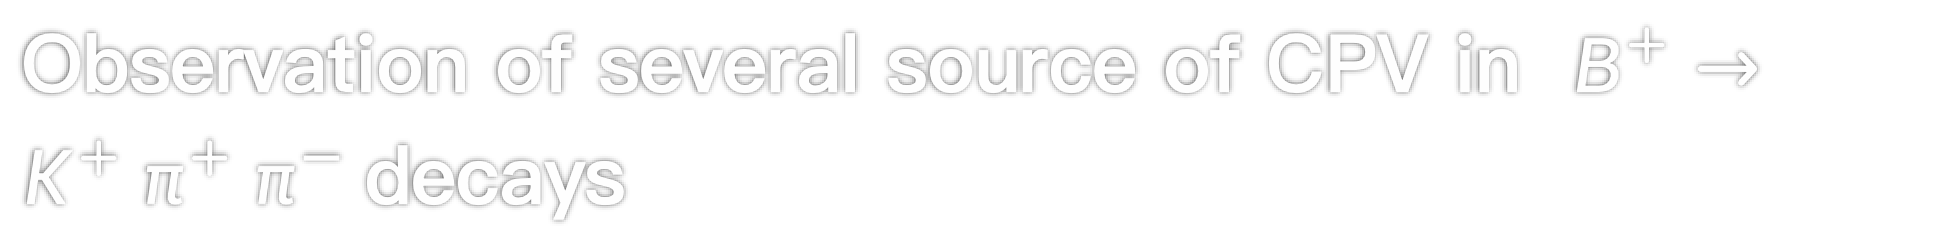 Observation of several source of CPV in B⁺ →
K⁺ π⁺ π⁻ decays